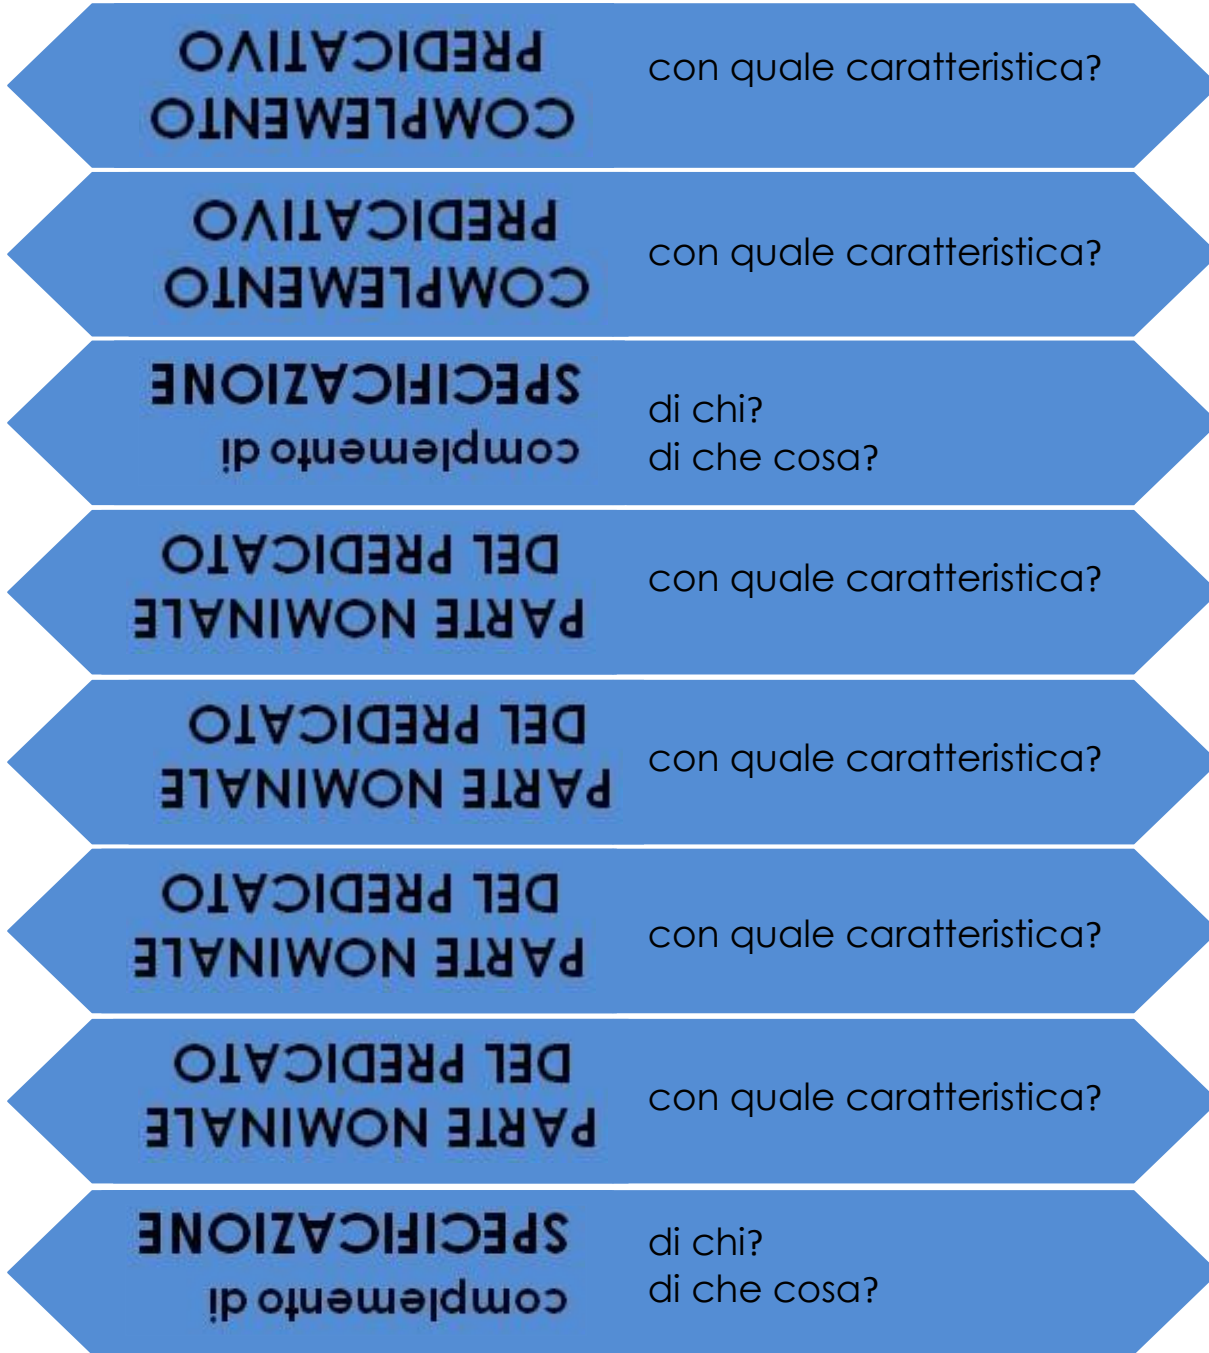 COMPLEMENTO
PREDICATIVO
con quale caratteristica?
COMPLEMENTO
PREDICATIVO
con quale caratteristica?
complemento di
SPECIFICAZIONE
di chi?
di che cosa?
PARTE NOMINALE
DEL PREDICATO
con quale caratteristica?
PARTE NOMINALE
DEL PREDICATO
con quale caratteristica?
PARTE NOMINALE
DEL PREDICATO
con quale caratteristica?
PARTE NOMINALE
DEL PREDICATO
con quale caratteristica?
complemento di
SPECIFICAZIONE
di chi?
di che cosa?